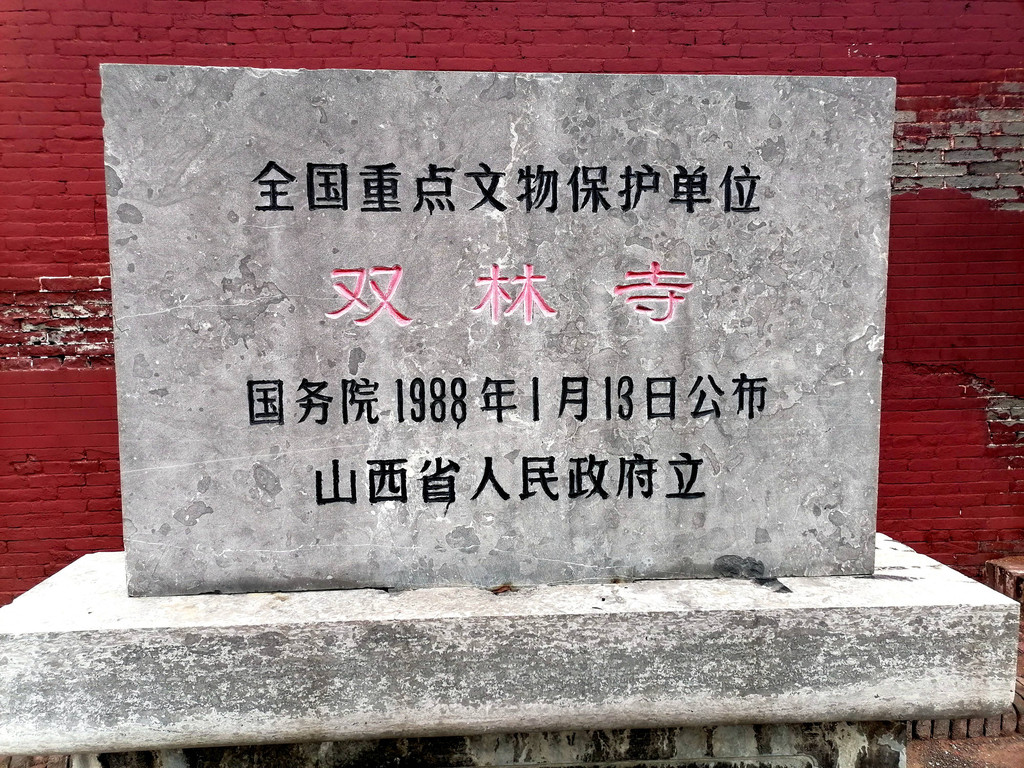 全国重点文物保护单位
双林寺
国务院1988年1月13日公布
山西省人民政府立